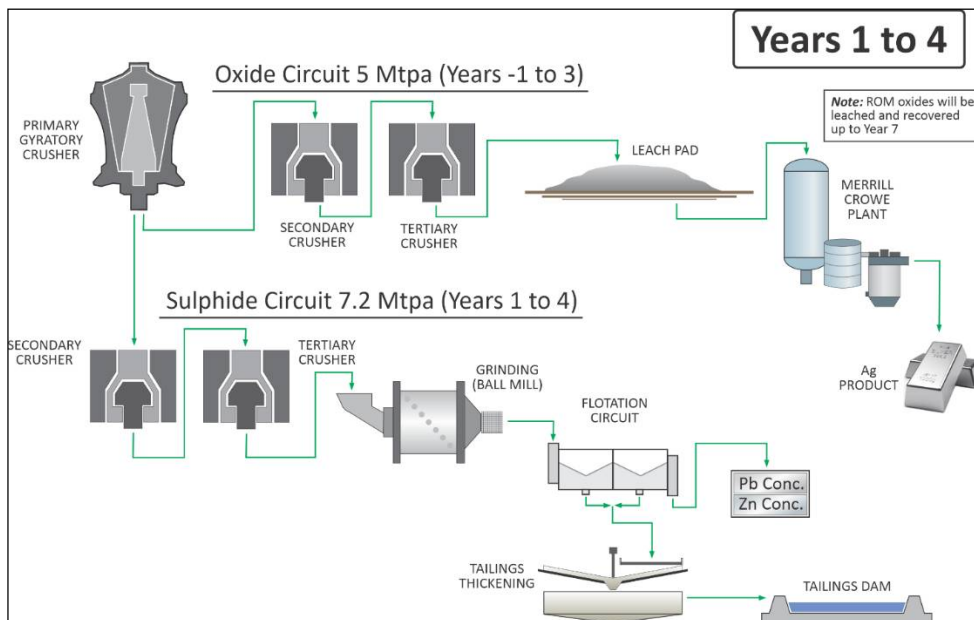 Years 1 to 4
Oxide Circuit 5 Mtpa (Years -1 to 3)
Note: ROM oxides will be
leached and recovered
up to Year 7
PRIMARY
GYRATORY
CRUSHER
SECONDARY
CRUSHER
TERTIARY
CRUSHER
LEACH PAD
MERRILL
CROWE
PLANT
Ag
PRODUCT
Sulphide Circuit 7.2 Mtpa (Years 1 to 4)
SECONDARY
CRUSHER
TERTIARY
CRUSHER
GRINDING
(BALL MILL)
FLOTATION
CIRCUIT
Pb Conc.
Zn Conc.
TAILINGS
THICKENING
TAILINGS DAM